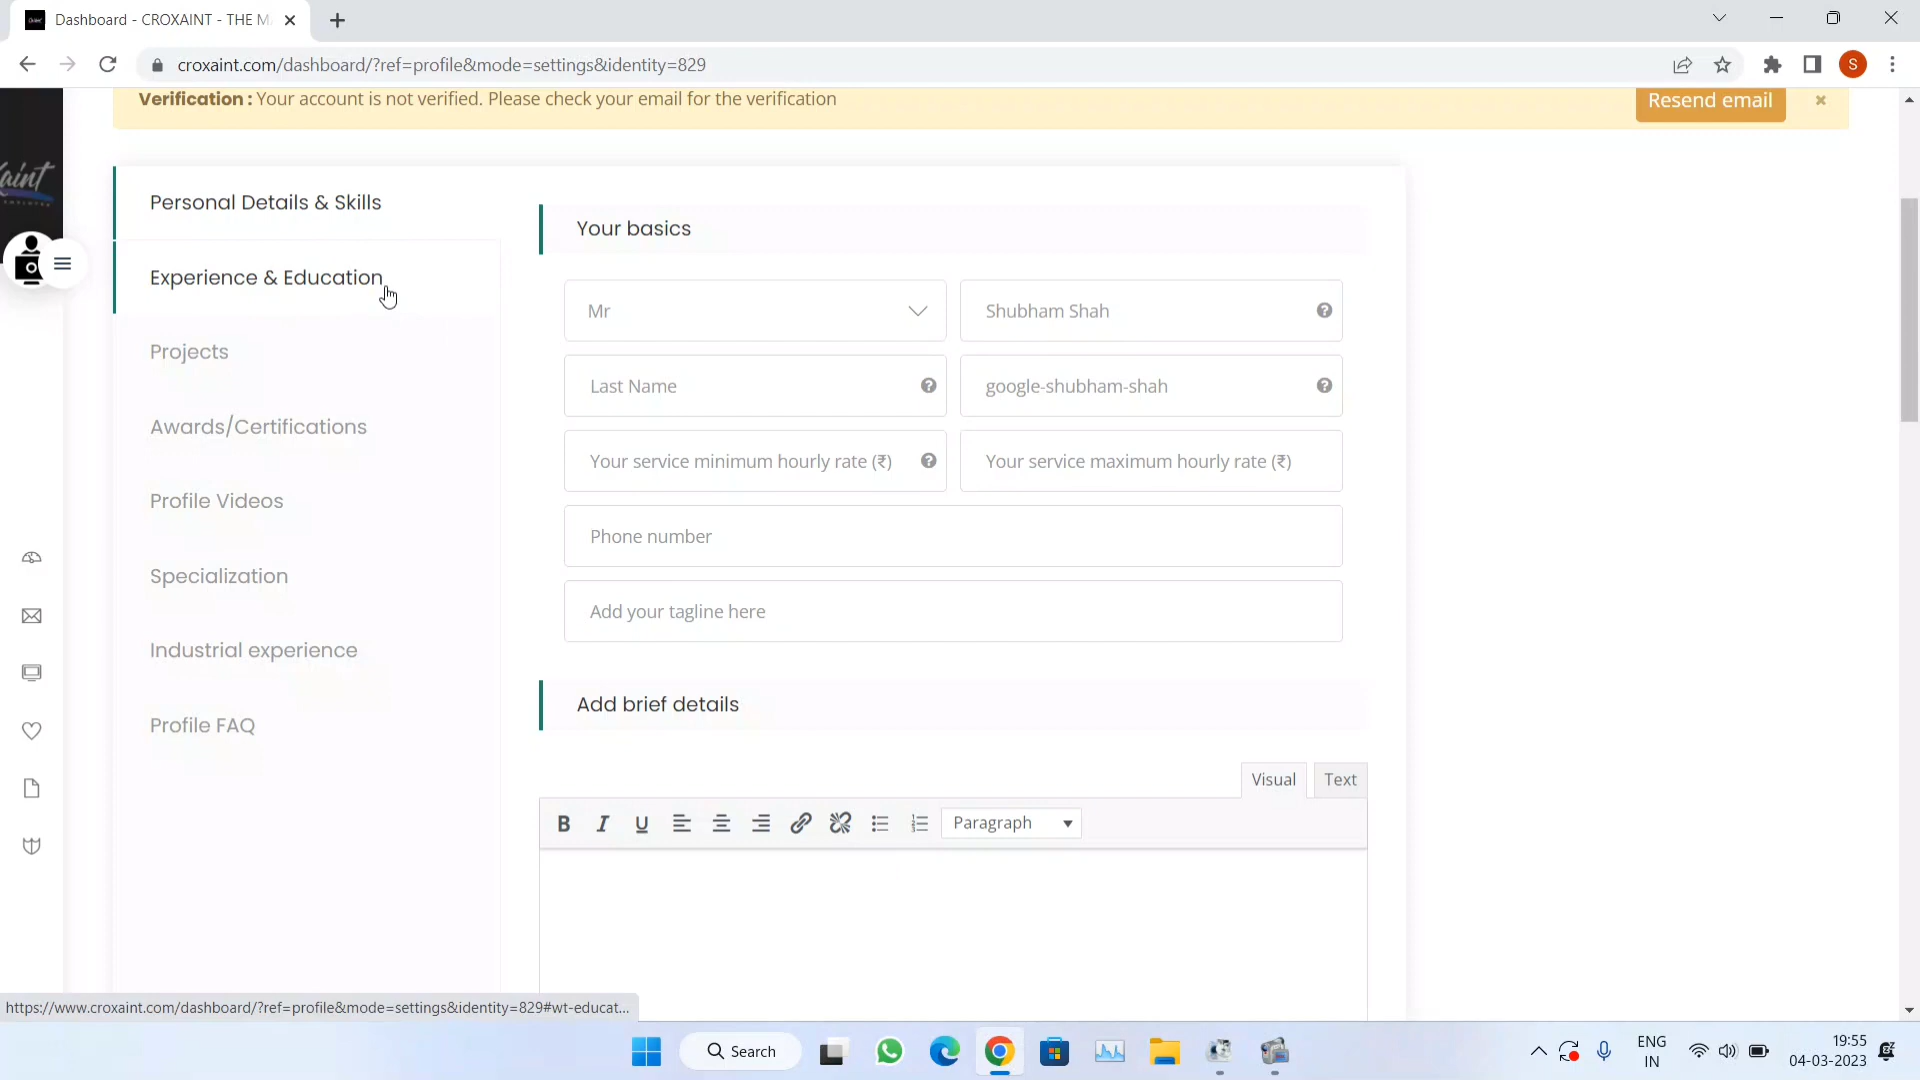 Dashboard - CROXAINT - THE M
croxaint.com/dashboard/?ref=profile&mode=settings&identity=829
S
Verification : Your account is not verified. Please check your email for the verification
Resend email
Personal Details & Skills
Experience & Education
Projects
Awards/Certifications
Profile Videos
Specialization
Industrial experience
Profile FAQ
Your basics
Mr
Shubham Shah
Last Name
google-shubham-shah
Your service minimum hourly rate (₹)
Your service maximum hourly rate (₹)
Phone number
Add your tagline here
Add brief details
Visual
Text
B I U
Paragraph
https://www.croxaint.com/dashboard/?ref=profile&mode=settings&identity=829#wt-educat...
Search
ENG
IN
19:55
04-03-2023